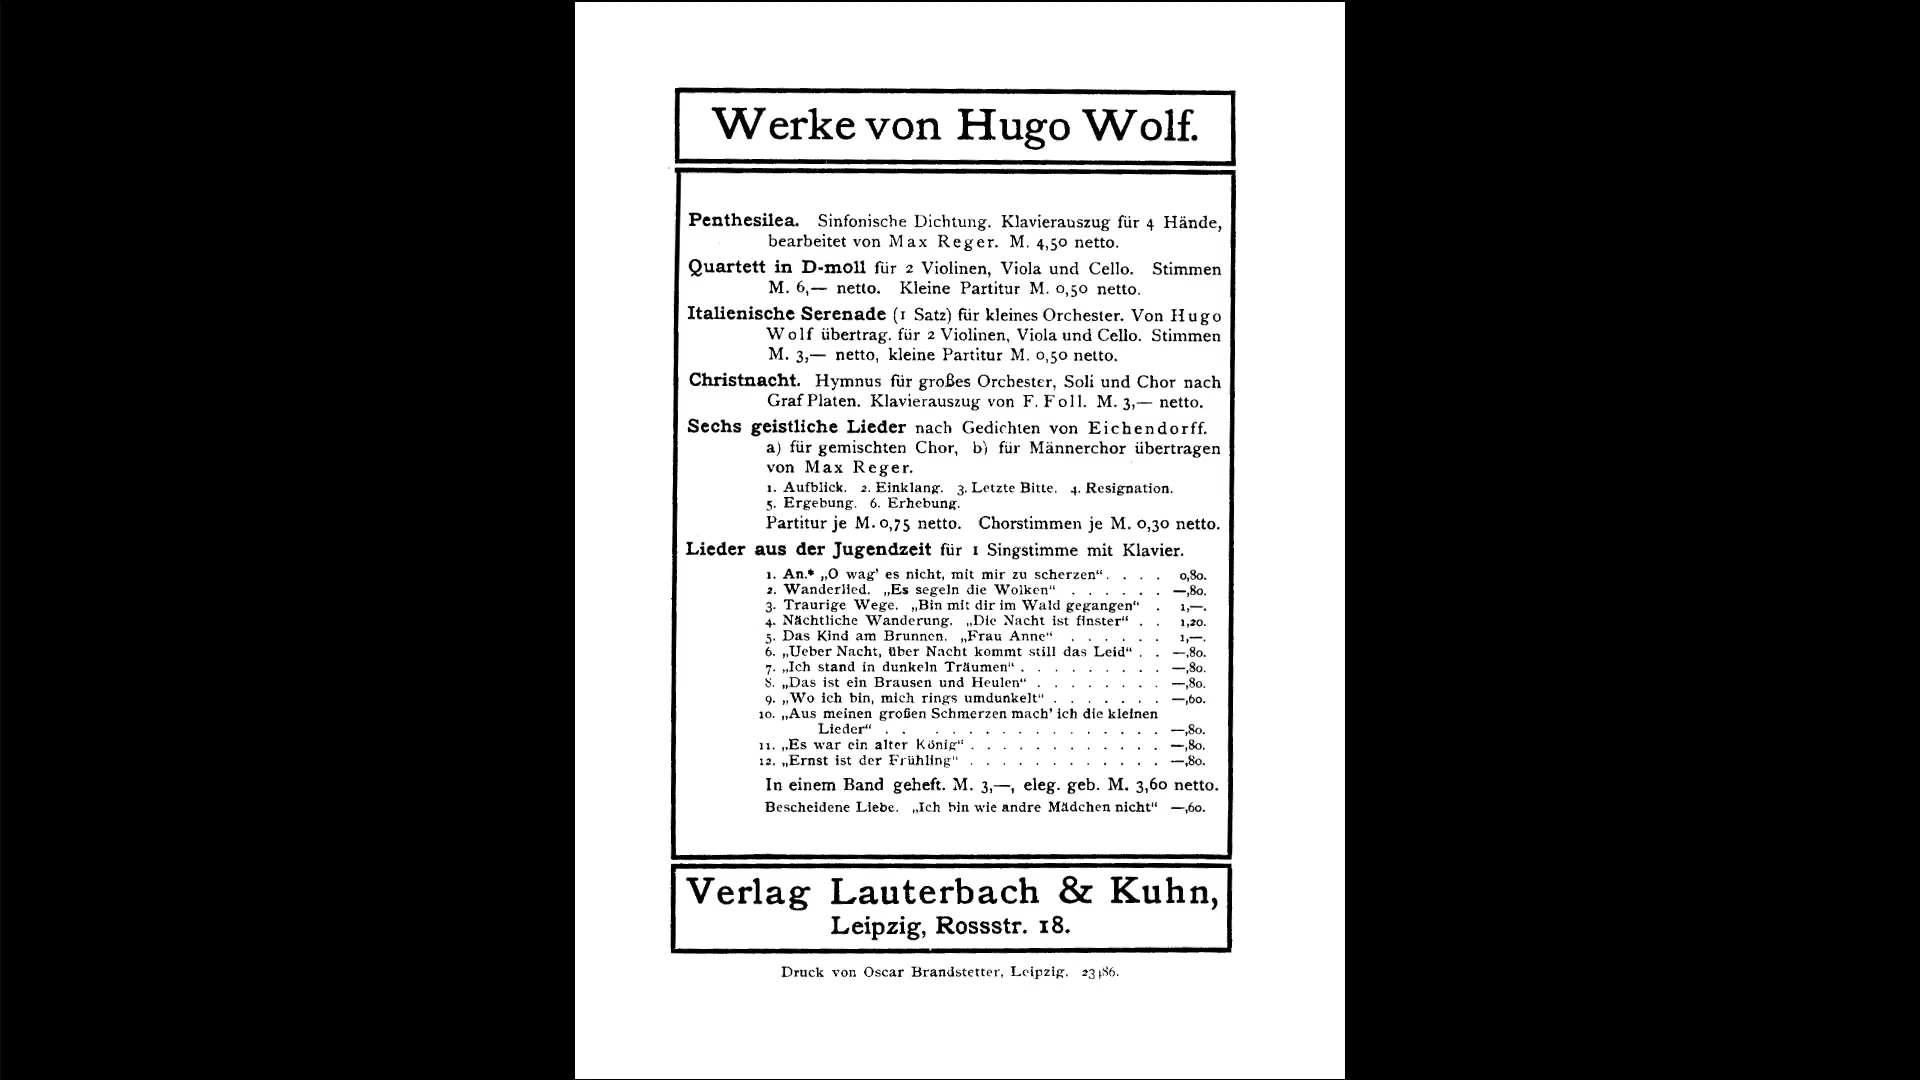 Werke von Hugo Wolf.
Penthesilea. Sinfonische Dichtung. Klavierauszug für 4 Hände,
bearbeitet von Max Reger. M. 4,50 netto.
Quartett in D-moll für 2 Violinen, Viola und Cello. Stimmen
M. 6,— netto. Kleine Partitur M. 0,50 netto.
Italienische Serenade (1 Satz) für kleines Orchester. Von Hugo
Wolf übertrag. für 2 Violinen, Viola und Cello. Stimmen
M. 3,— netto, kleine Partitur M. 0,50 netto.
Christnacht. Hymnus für großes Orchester, Soli und Chor nach
Graf Platen. Klavierauszug von F. Foll. M. 3,— netto.
Sechs geistliche Lieder nach Gedichten von Eichendorff.
a) für gemischten Chor, b) für Männerchor übertragen
von Max Reger.
1. Aufblick. 2. Einklang. 3. Letzte Bitte. 4. Resignation.
5. Ergebung. 6. Erhebung.
Partitur je M. 0,75 netto. Chorstimmen je M. 0,30 netto.
Lieder aus der Jugendzeit für 1 Singstimme mit Klavier.
1. An.* „O wag' es nicht, mit mir zu scherzen“ . . . . 0,80.
2. Wanderlied. „Es segeln die Wolken“ . . . . . . —,80.
3. Traurige Wege. „Bin mit dir im Wald gegangen“ . 1,—.
4. Nächtliche Wanderung. „Die Nacht ist finster“ . . 1,20.
5. Das Kind am Brunnen. „Frau Anne“ . . . . . . 1,—.
6. „Ueber Nacht, über Nacht kommt still das Leid“ . . —,80.
7. „Ich stand in dunkeln Träumen“ . . . . . . . . . —,80.
8. „Das ist ein Brausen und Heulen“ . . . . . . . . —,80.
9. „Wo ich bin, mich rings umdunkelt“ . . . . . . . —,60.
10. „Aus meinen großen Schmerzen mach' ich die kleinen
Lieder“ . . . . . . . . . . . . . . . . —,80.
11. „Es war ein alter König“ . . . . . . . . . . . . —,80.
12. „Ernst ist der Frühling“ . . . . . . . . . . . . —,80.
In einem Band geheft. M. 3,—, eleg. geb. M. 3,60 netto.
Bescheidene Liebe. „Ich bin wie andre Mädchen nicht“ —,60.
Verlag Lauterbach & Kuhn,
Leipzig, Rossstr. 18.
Druck von Oscar Brandstetter, Leipzig.